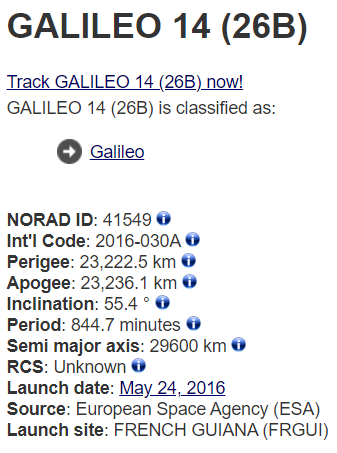 GALILEO 14 (26B)
Track GALILEO 14 (26B) now!
GALILEO 14 (26B) is classified as:
Galileo
NORAD ID: 41549
Int'l Code: 2016-030A
Perigee: 23,222.5 km
Apogee: 23,236.1 km
Inclination: 55.4 °
Period: 844.7 minutes
Semi major axis: 29600 km
RCS: Unknown
Launch date: May 24, 2016
Source: European Space Agency (ESA)
Launch site: FRENCH GUIANA (FRGUI)